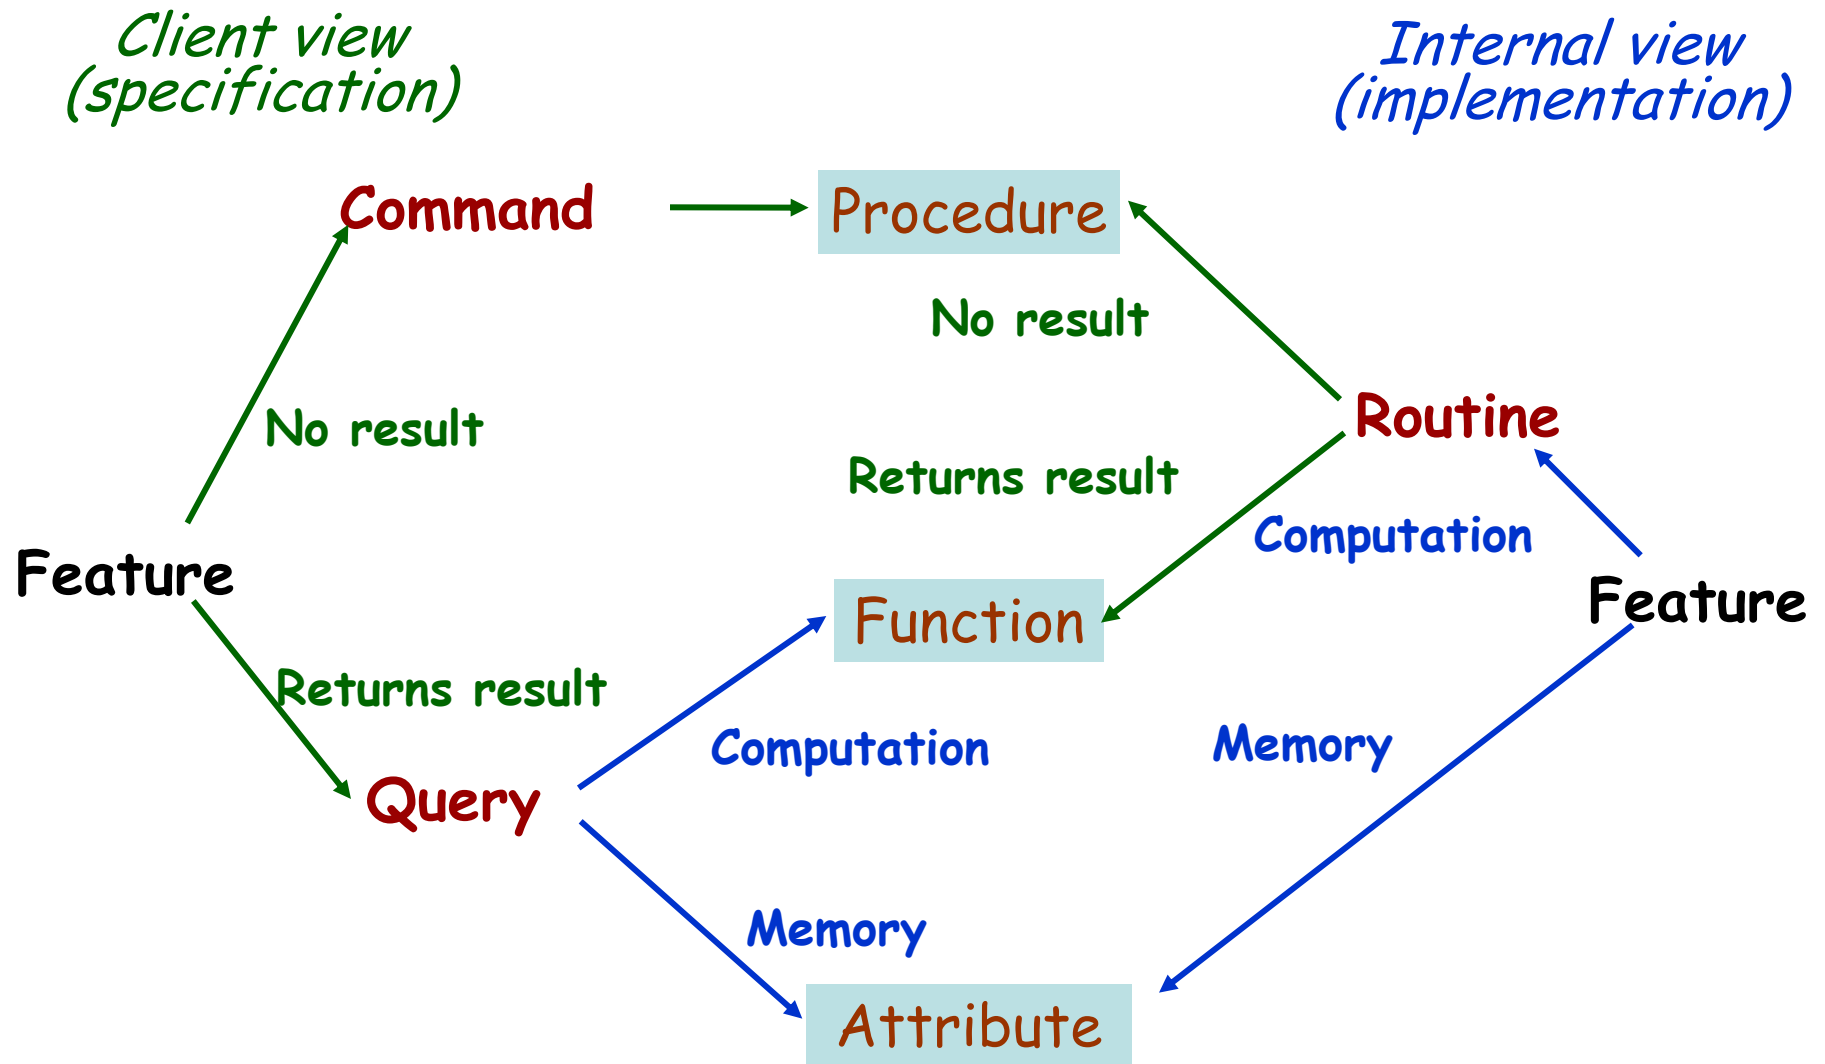 Client view
(specification)
Internal view
(implementation)
Command
Procedure
No result
No result
Routine
Returns result
Computation
Feature
Function
Feature
Returns result
Computation
Memory
Query
Memory
Attribute